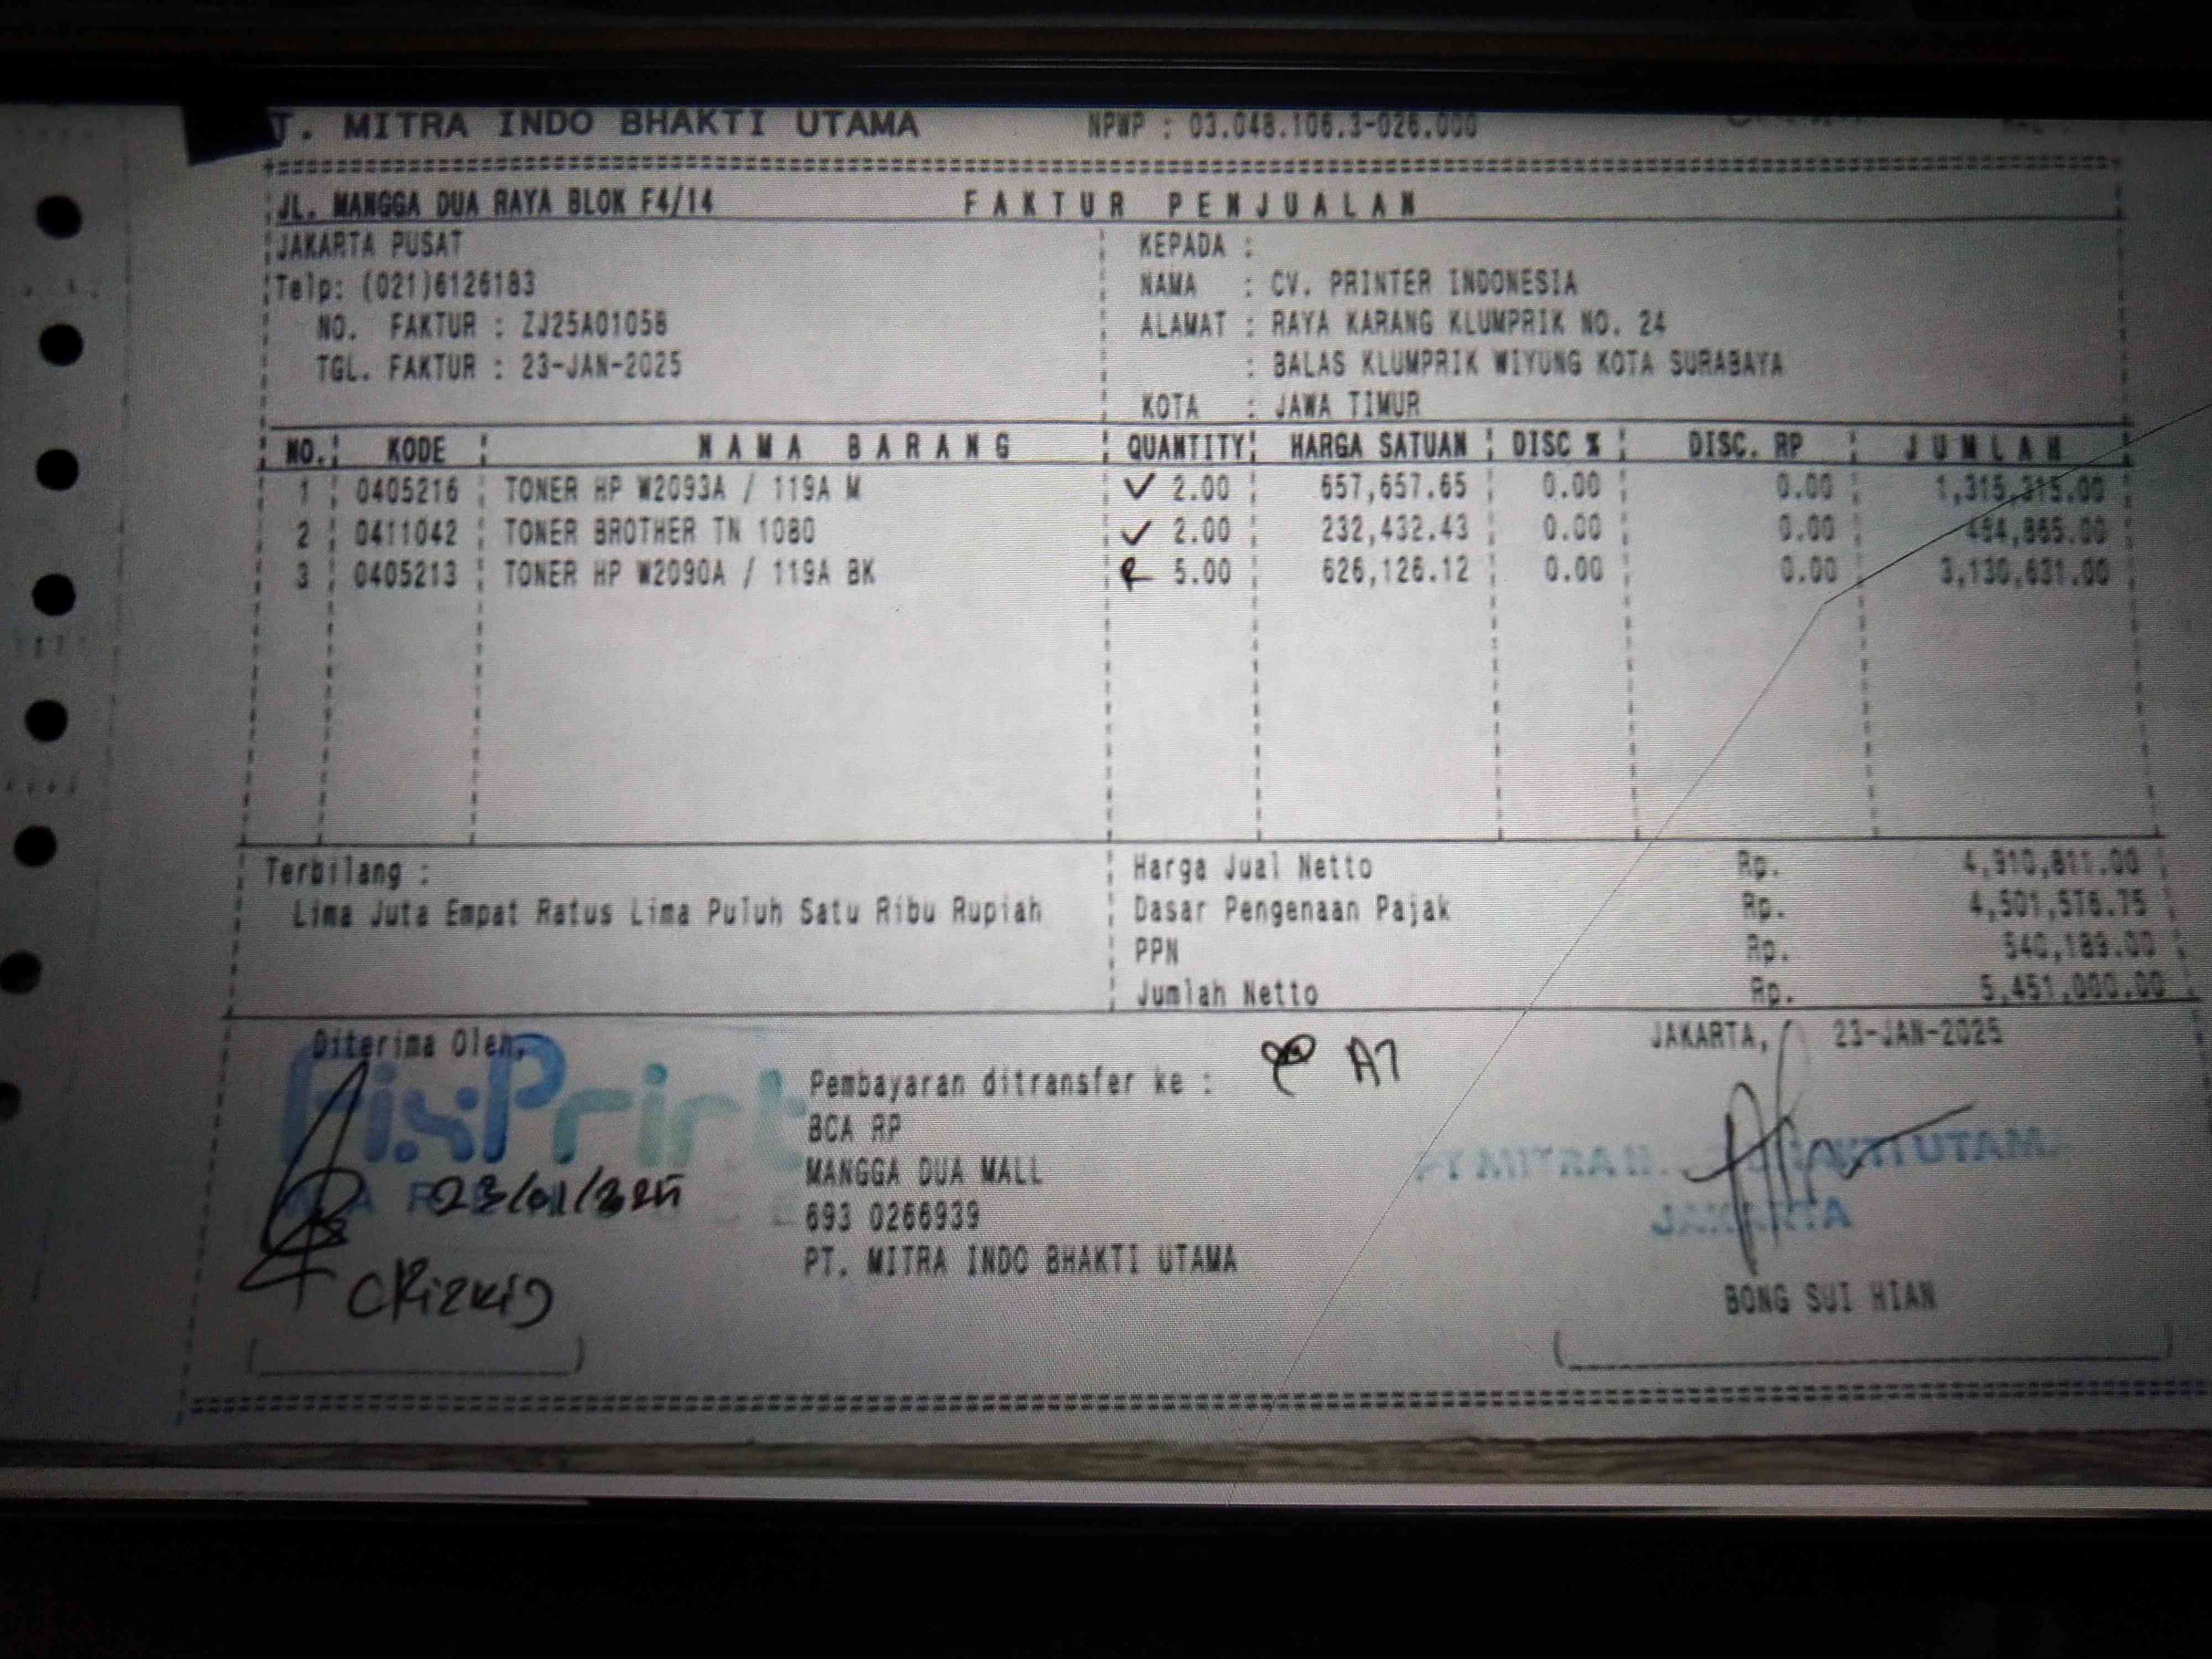 T. MITRA INDO BHAKTI UTAMA NPWP : 03.048.106.3-026.000
JL. MANGGA DUA RAYA BLOK F4/14 FAKTUR PENJUALAN
JAKARTA PUSAT KEPADA :
Telp: (021)6126183 NAMA : CV. PRINTER INDONESIA
NO. FAKTUR : ZJ25A01056 ALAMAT : RAYA KARANG KLUMPRIK NO. 24
TGL. FAKTUR : 23-JAN-2025 : BALAS KLUMPRIK WIYUNG KOTA SURABAYA
KOTA : JAWA TIMUR
NO. KODE NAMA BARANG QUANTITY HARGA SATUAN DISC % DISC. RP JUMLAH
1 0405216 TONER HP W2093A / 119A M ✓ 2.00 657,657.65 0.00 0.00 1,315,315.00
2 0411042 TONER BROTHER TN 1080 ✓ 2.00 232,432.43 0.00 0.00 464,865.00
3 0405213 TONER HP W2090A / 119A BK 5.00 626,126.12 0.00 0.00 3,130,631.00
Terbilang : Harga Jual Netto Rp. 4,910,811.00
Lima Juta Empat Ratus Lima Puluh Satu Ribu Rupiah Dasar Pengenaan Pajak Rp. 4,501,576.75
PPN Rp. 540,189.00
Jumlah Netto Rp. 5,451,000.00
Diterima Oleh, JAKARTA, 23-JAN-2025
FixPrint
Pembayaran ditransfer ke : A7
BCA RP
MANGGA DUA MALL
23/01/2025
693 0266939
JAKARTA
PT. MITRA INDO BHAKTI UTAMA
(Rizki)
BONG SUI HIAN